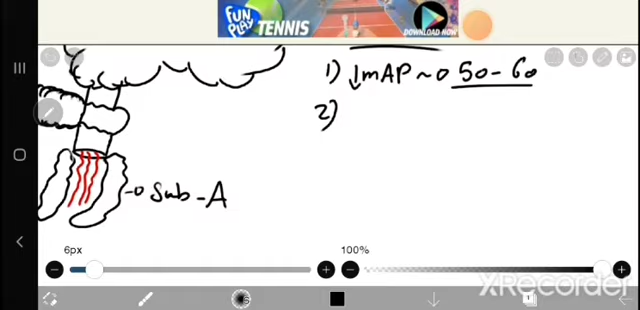 FUN PLAY TENNIS
DOWNLOAD NOW
1) ↓mAP ~o 50 - 60
2)
-o Sub - A
6px
100%
XRecorder